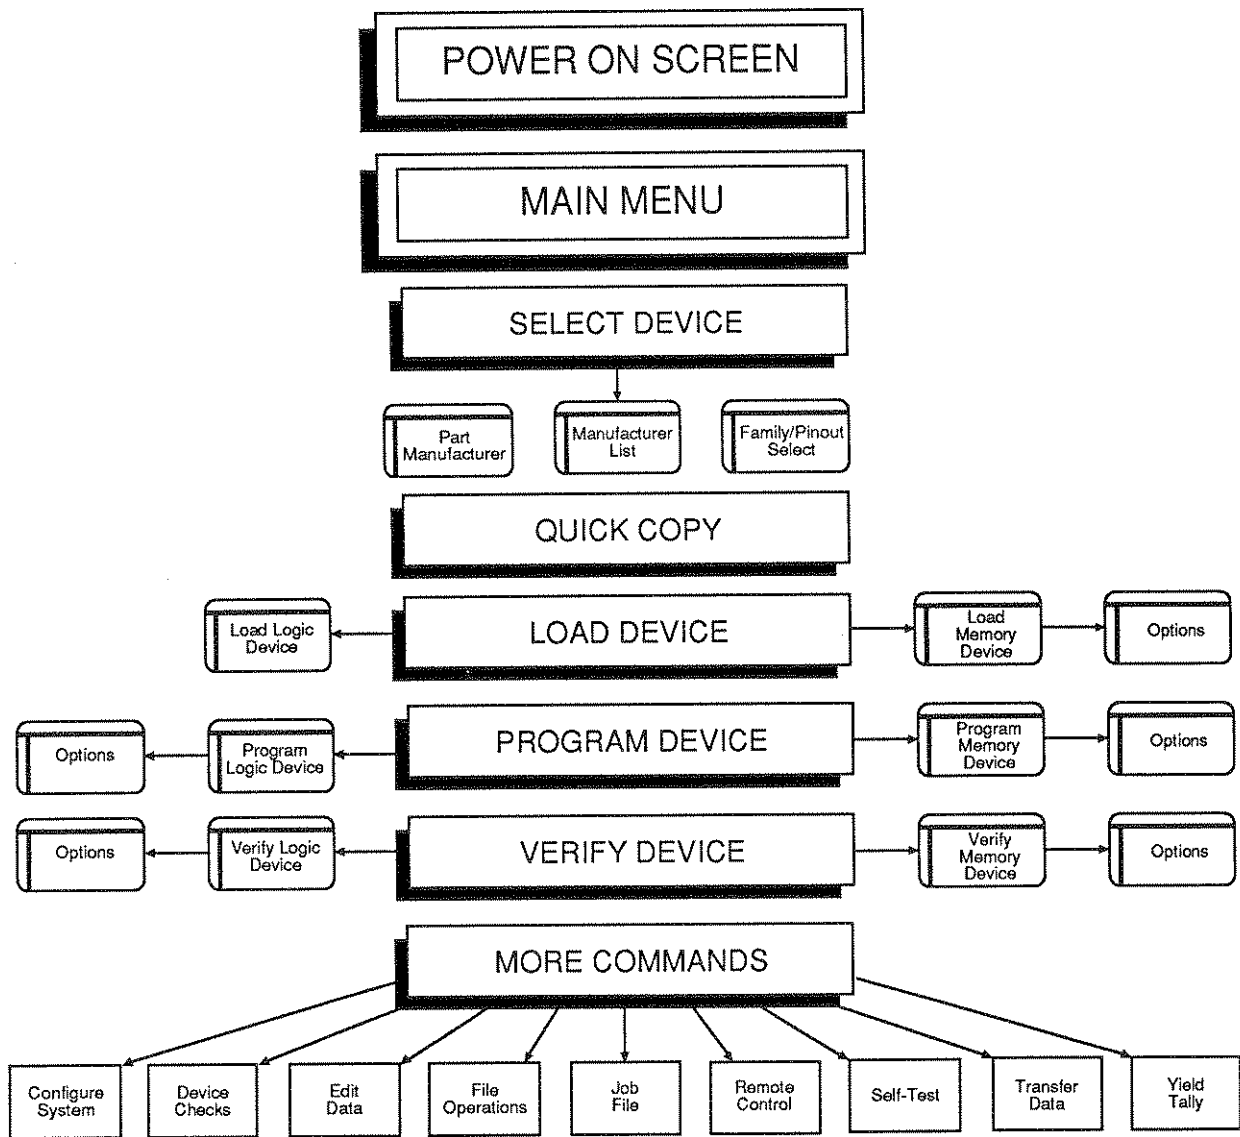 POWER ON SCREEN
MAIN MENU
SELECT DEVICE
Part
Manufacturer
Manufacturer
List
Family/Pinout
Select
QUICK COPY
Load Logic
Device
LOAD DEVICE
Load
Memory
Device
Options
Options
Program
Logic Device
PROGRAM DEVICE
Program
Memory
Device
Options
Options
Verify Logic
Device
VERIFY DEVICE
Verify
Memory
Device
Options
MORE COMMANDS
Configure
System
Device
Checks
Edit
Data
File
Operations
Job
File
Remote
Control
Self-Test
Transfer
Data
Yield
Tally